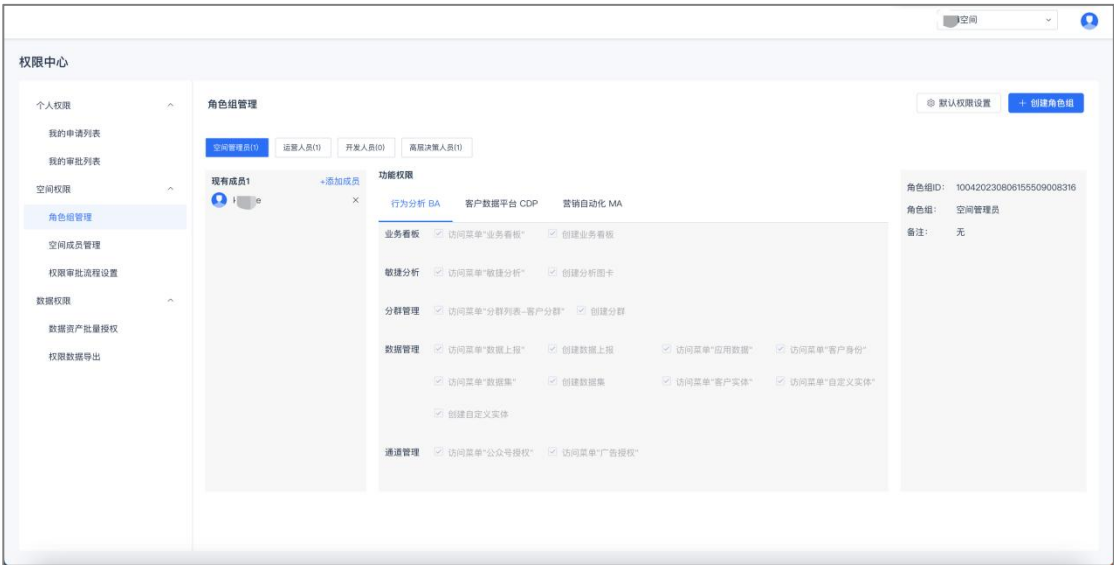 空间
权限中心
个人权限
我的申请列表
我的审批列表
空间权限
角色组管理
空间成员管理
权限审批流程设置
数据权限
数据资产批量授权
权限数据导出
角色组管理
默认权限设置
+ 创建角色组
空间管理员(1) 运营人员(1) 开发人员(0) 高层决策人员(1)
现有成员1 +添加成员
功能权限
行为分析 BA 客户数据平台 CDP 营销自动化 MA
业务看板 访问菜单"业务看板" 创建业务看板
敏捷分析 访问菜单"敏捷分析" 创建分析图卡
分群管理 访问菜单"分群列表-客户分群" 创建分群
数据管理 访问菜单"数据上报" 创建数据上报 访问菜单"应用数据" 访问菜单"客户身份"
访问菜单"数据集" 创建数据集 访问菜单"客户实体" 访问菜单"自定义实体"
创建自定义实体
通道管理 访问菜单"公众号授权" 访问菜单"广告授权"
角色组ID: 100420230806155509008316
角色组: 空间管理员
备注: 无